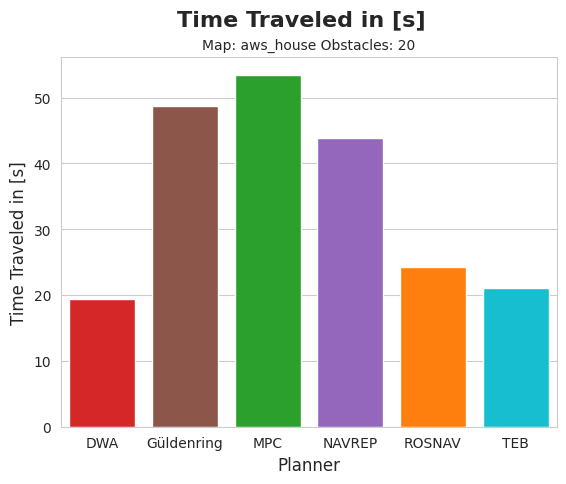 Time Traveled in [s]
Map: aws_house Obstacles: 20
Time Traveled in [s]
50
40
30
20
10
0
DWA Güldenring MPC NAVREP ROSNAV TEB
Planner